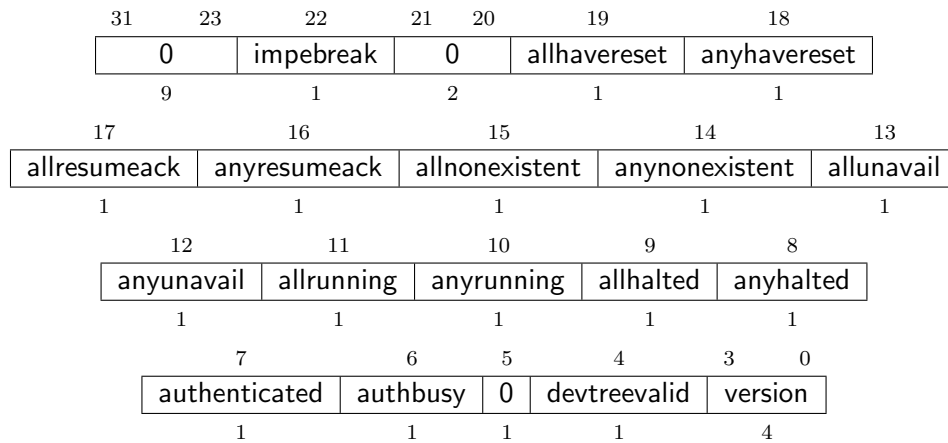 31 23 22 21 20 19 18
0 impebreak 0 allhavereset anyhavereset
9 1 2 1 1
17 16 15 14 13
allresumeack anyresumeack allnonexistent anynonexistent allunavail
1 1 1 1 1
12 11 10 9 8
anyunavail allrunning anyrunning allhalted anyhalted
1 1 1 1 1
7 6 5 4 3 0
authenticated authbusy 0 devtreevalid version
1 1 1 1 4